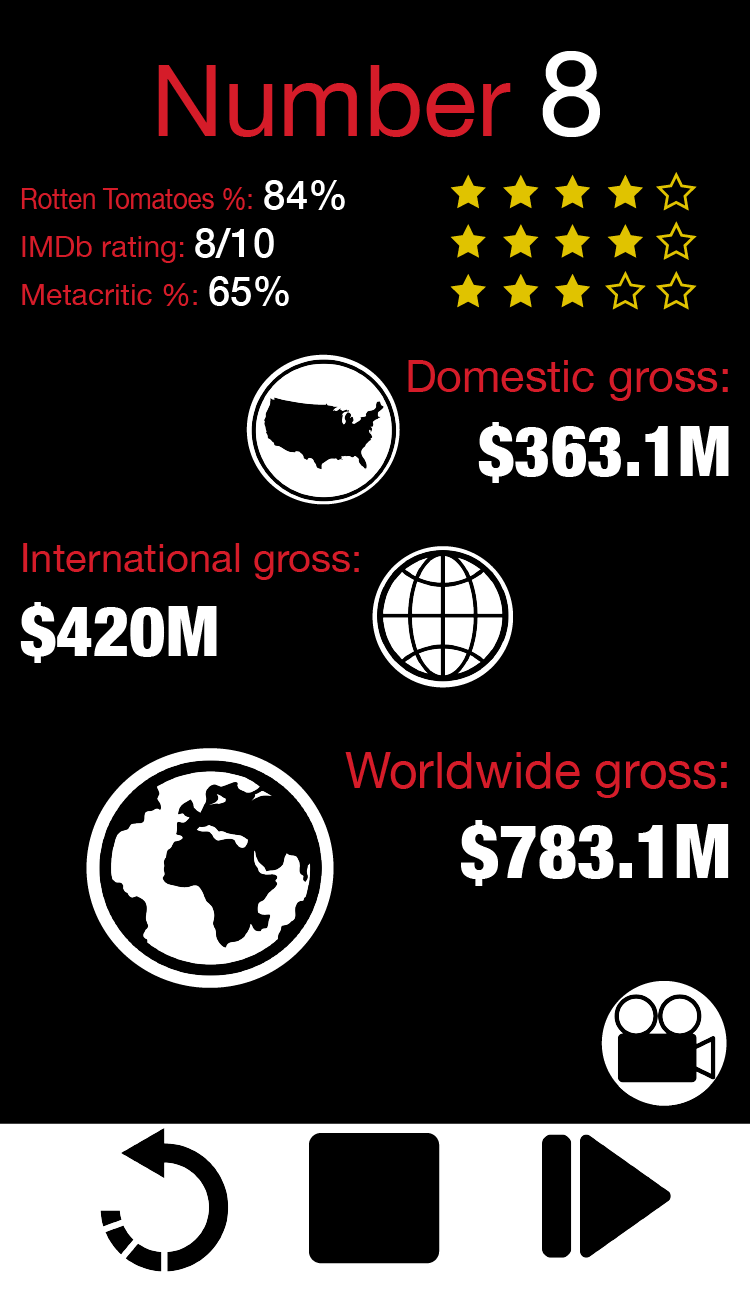 Number 8
Rotten Tomatoes %: 84%
IMDb rating: 8/10
Metacritic %: 65%
Domestic gross:
$363.1M
International gross:
$420M
Worldwide gross:
$783.1M